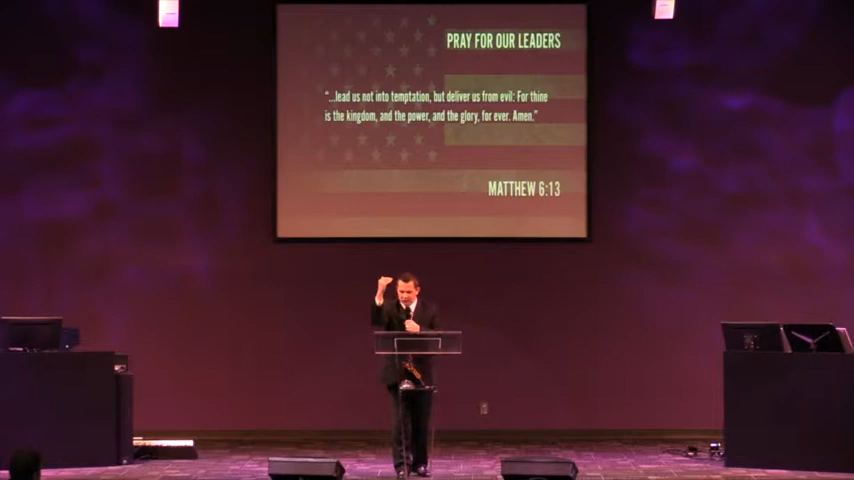 PRAY FOR OUR LEADERS
"...lead us not into temptation, but deliver us from evil: For thine
is the kingdom, and the power, and the glory, for ever. Amen."
MATTHEW 6:13